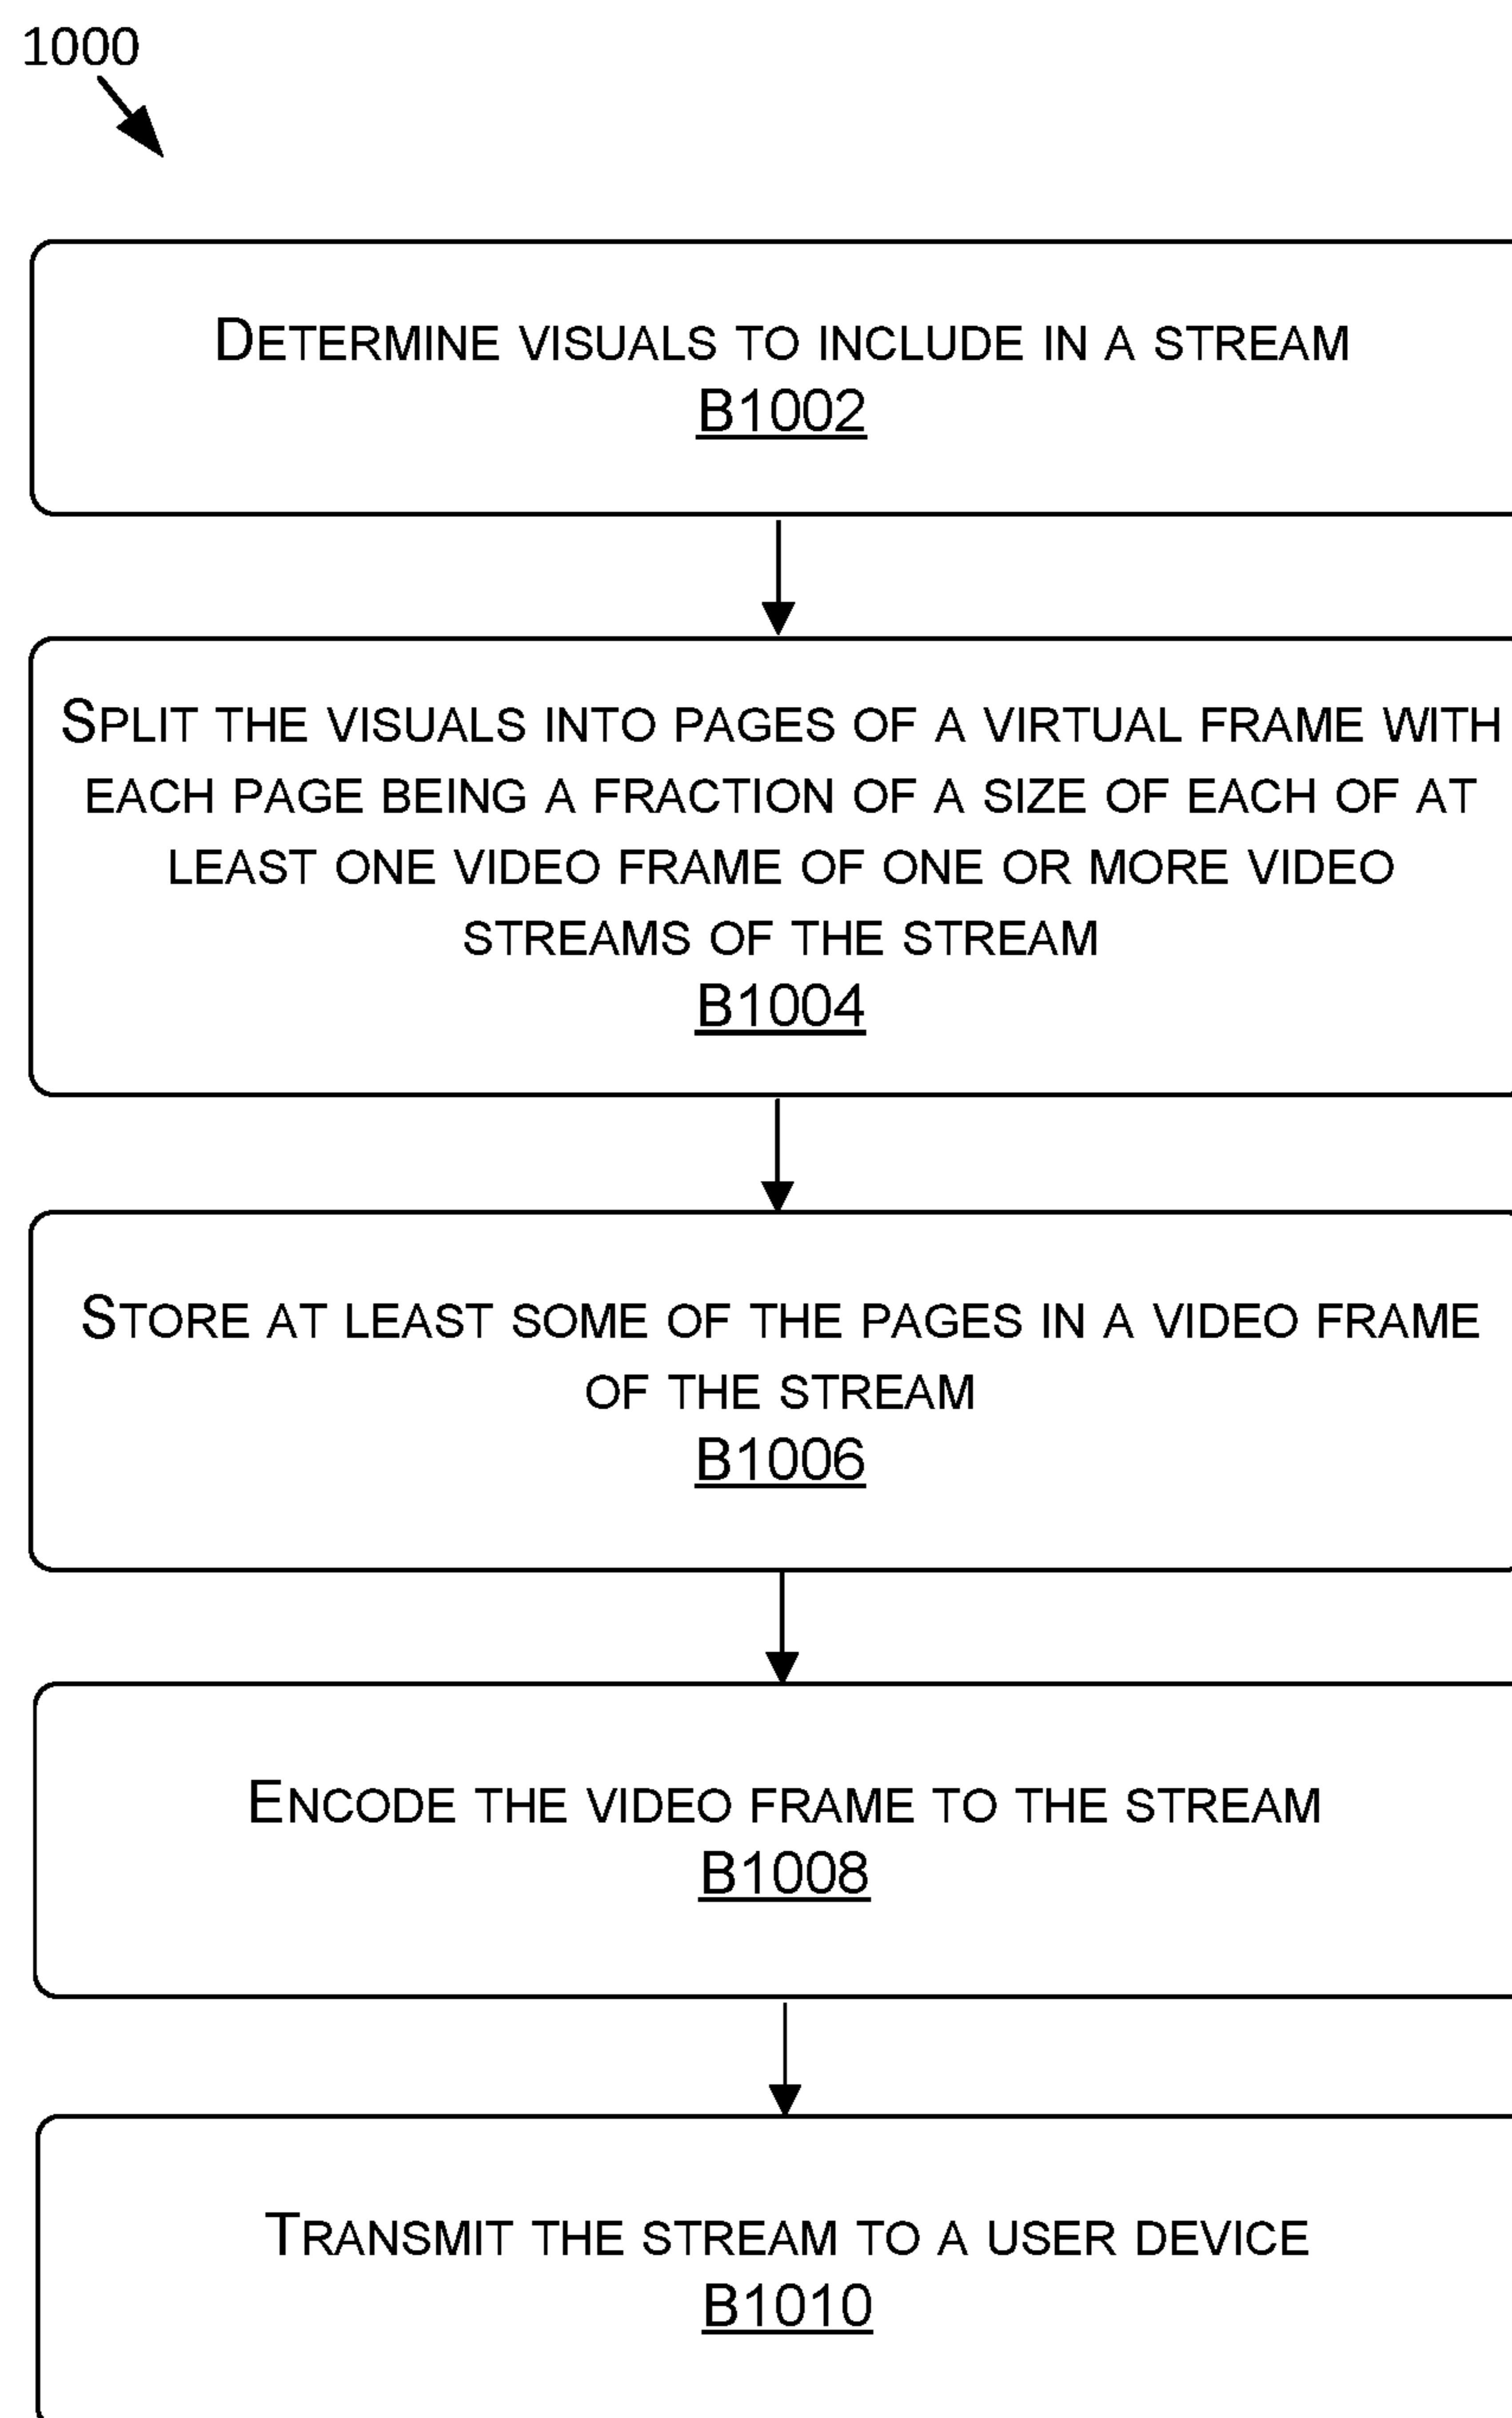 1000
DETERMINE VISUALS TO INCLUDE IN A STREAM
B1002
SPLIT THE VISUALS INTO PAGES OF A VIRTUAL FRAME WITH
EACH PAGE BEING A FRACTION OF A SIZE OF EACH OF AT
LEAST ONE VIDEO FRAME OF ONE OR MORE VIDEO
STREAMS OF THE STREAM
B1004
STORE AT LEAST SOME OF THE PAGES IN A VIDEO FRAME
OF THE STREAM
B1006
ENCODE THE VIDEO FRAME TO THE STREAM
B1008
TRANSMIT THE STREAM TO A USER DEVICE
B1010